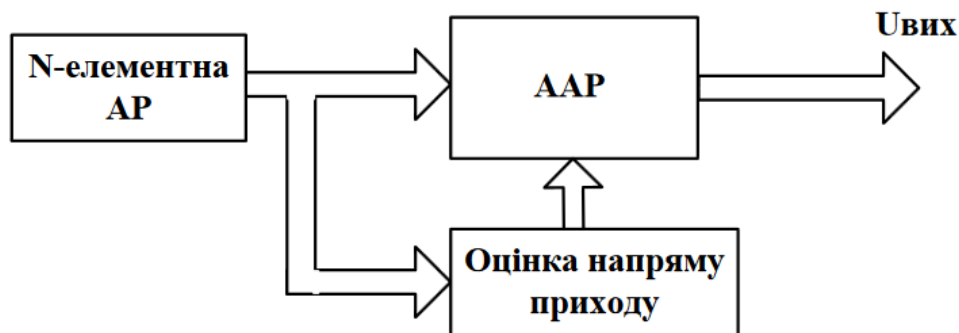 Uвих
N-елементна
АР
ААР
Оцінка напряму
приходу